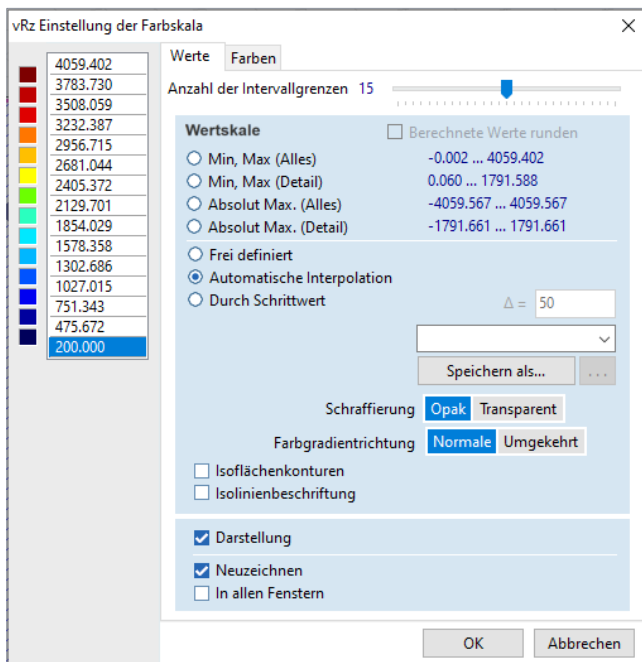 vRz Einstellung der Farbskala
4059.402
3783.730
3508.059
3232.387
2956.715
2681.044
2405.372
2129.701
1854.029
1578.358
1302.686
1027.015
751.343
475.672
200.000
Werte Farben
Anzahl der Intervallgrenzen 15
Wertskale Berechnete Werte runden
Min, Max (Alles) -0.002 ... 4059.402
Min, Max (Detail) 0.060 ... 1791.588
Absolut Max. (Alles) -4059.567 ... 4059.567
Absolut Max. (Detail) -1791.661 ... 1791.661
Frei definiert
Automatische Interpolation
Durch Schrittwert Δ = 50
Speichern als... ...
Schraffierung Opak Transparent
Farbgradientrichtung Normale Umgekehrt
Isoflächenkonturen
Isolinienbeschriftung
Darstellung
Neuzeichnen
In allen Fenstern
OK Abbrechen